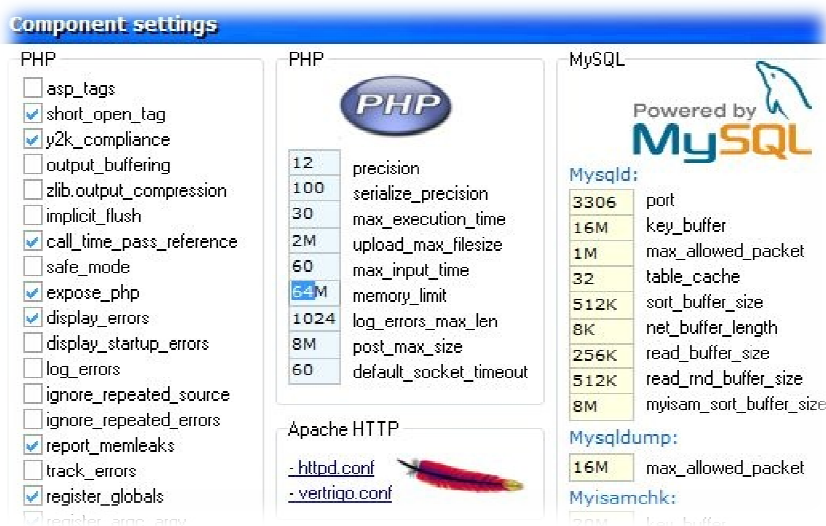 Component settings
PHP
asp_tags
short_open_tag
y2k_compliance
output_buffering
zlib.output_compression
implicit_flush
call_time_pass_reference
safe_mode
expose_php
display_errors
display_startup_errors
log_errors
ignore_repeated_source
ignore_repeated_errors
report_memleaks
track_errors
register_globals
register_argc_argv
PHP
PHP
12 precision
100 serialize_precision
30 max_execution_time
2M upload_max_filesize
60 max_input_time
64M memory_limit
1024 log_errors_max_len
8M post_max_size
60 default_socket_timeout
Apache HTTP
- httpd.conf
- vertrigo.conf
MySQL
Powered by
MySQL
Mysqld:
3306 port
16M key_buffer
1M max_allowed_packet
32 table_cache
512K sort_buffer_size
8K net_buffer_length
256K read_buffer_size
512K read_rnd_buffer_size
8M myisam_sort_buffer_size
Mysqldump:
16M max_allowed_packet
Myisamchk:
20M key_buffer